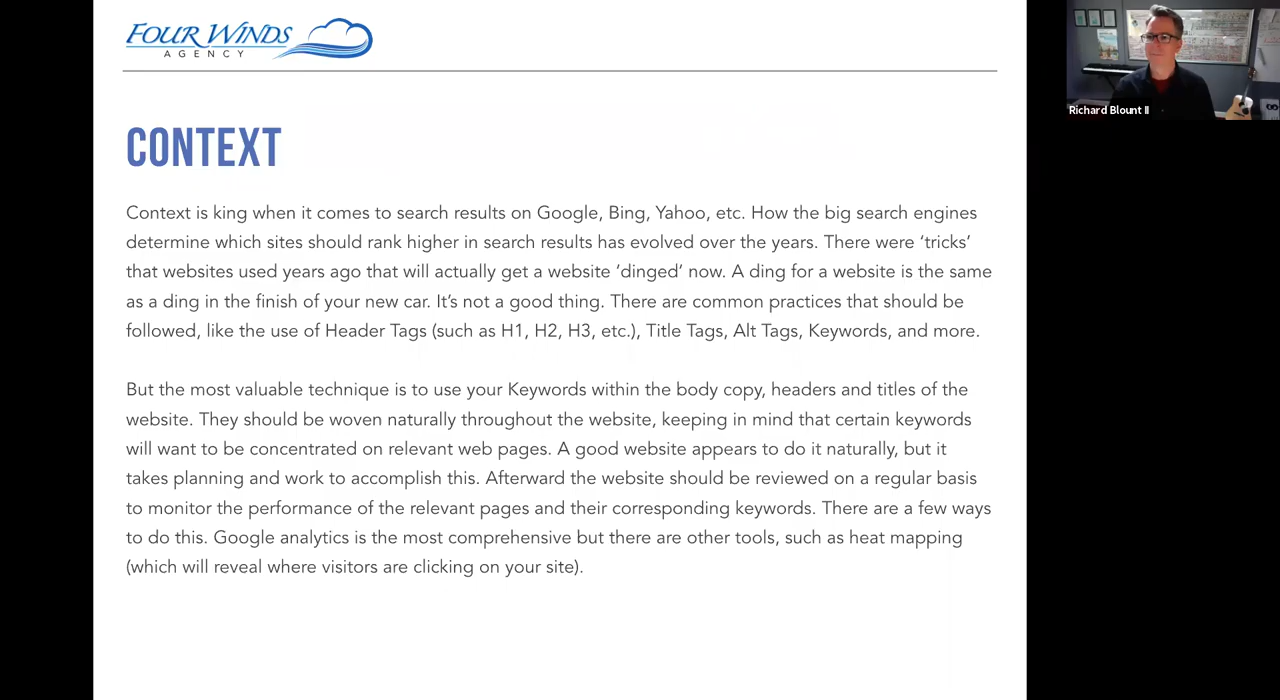 FOUR WINDS
AGENCY
Richard Blount II
CONTEXT
Context is king when it comes to search results on Google, Bing, Yahoo, etc. How the big search engines
determine which sites should rank higher in search results has evolved over the years. There were ‘tricks’
that websites used years ago that will actually get a website ‘dinged’ now. A ding for a website is the same
as a ding in the finish of your new car. It’s not a good thing. There are common practices that should be
followed, like the use of Header Tags (such as H1, H2, H3, etc.), Title Tags, Alt Tags, Keywords, and more.
But the most valuable technique is to use your Keywords within the body copy, headers and titles of the
website. They should be woven naturally throughout the website, keeping in mind that certain keywords
will want to be concentrated on relevant web pages. A good website appears to do it naturally, but it
takes planning and work to accomplish this. Afterward the website should be reviewed on a regular basis
to monitor the performance of the relevant pages and their corresponding keywords. There are a few ways
to do this. Google analytics is the most comprehensive but there are other tools, such as heat mapping
(which will reveal where visitors are clicking on your site).